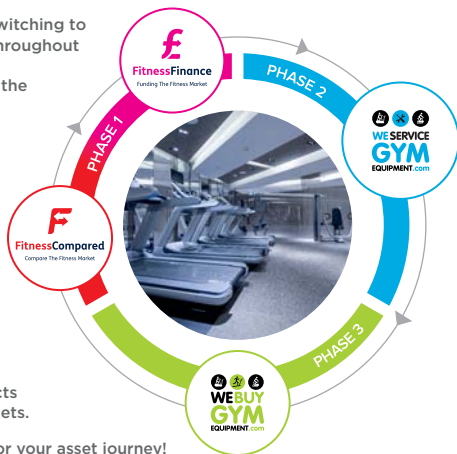 witching to
hroughout
the
£
FitnessFinance
Funding The Fitness Market
PHASE 1
PHASE 2
WE SERVICE
GYM
EQUIPMENT.com
F
FitnessCompared
Compare The Fitness Market
PHASE 3
WE BUY
GYM
EQUIPMENT.com
cts
ets.
or your asset journey!